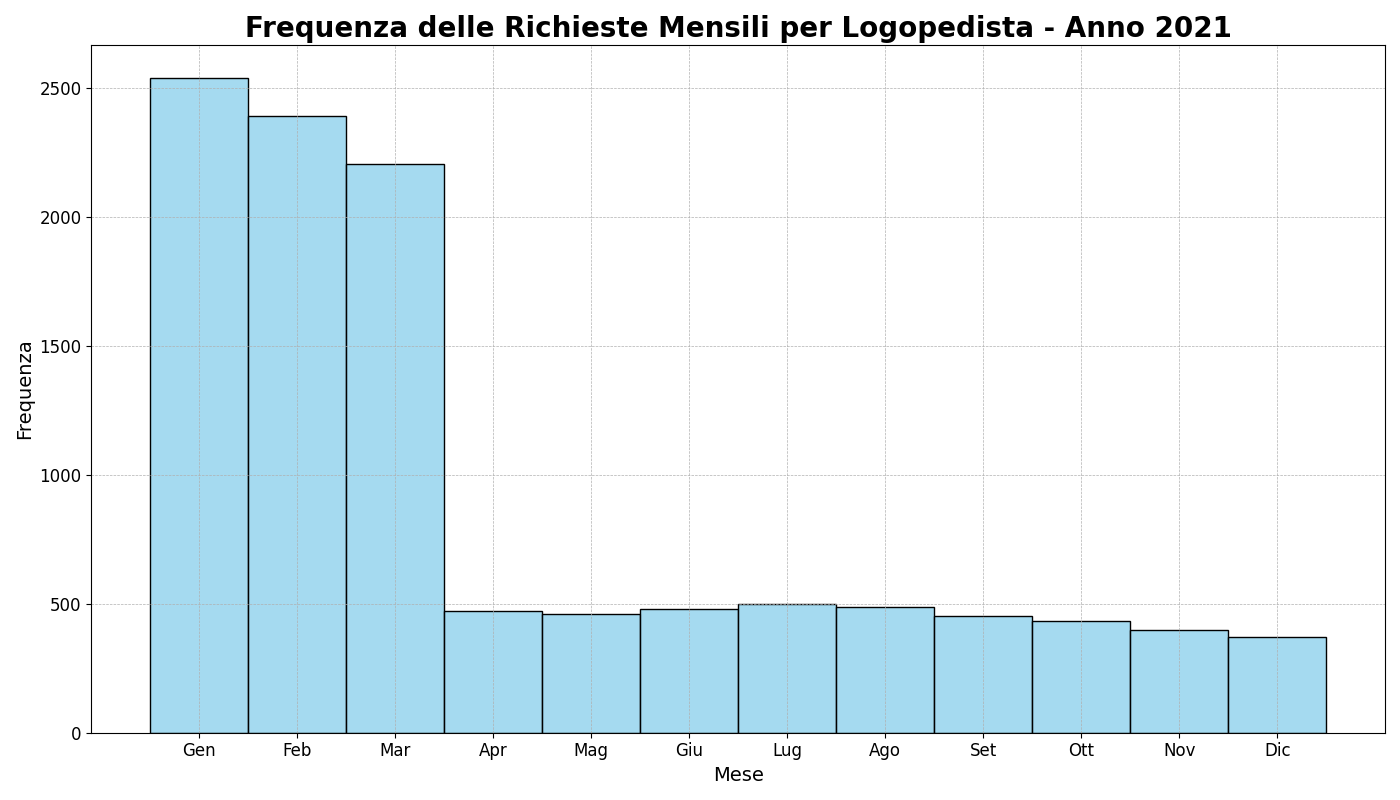 Frequenza delle Richieste Mensili per Logopedista - Anno 2021
Frequenza
2500
2000
1500
1000
500
0
Gen Feb Mar Apr Mag Giu Lug Ago Set Ott Nov Dic
Mese